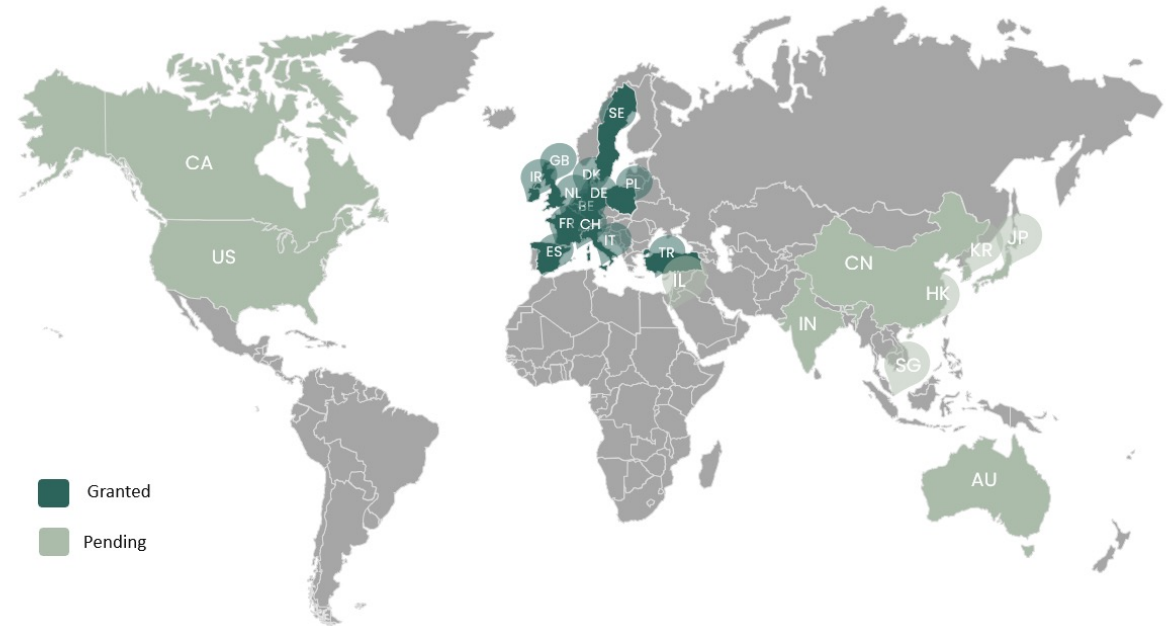 SE
GB
CA
IR
DK
PL
NL
DE
BE
FR
CH
IT
JP
ES
TR
KR
US
CN
IL
HK
IN
SG
AU
Granted
Pending